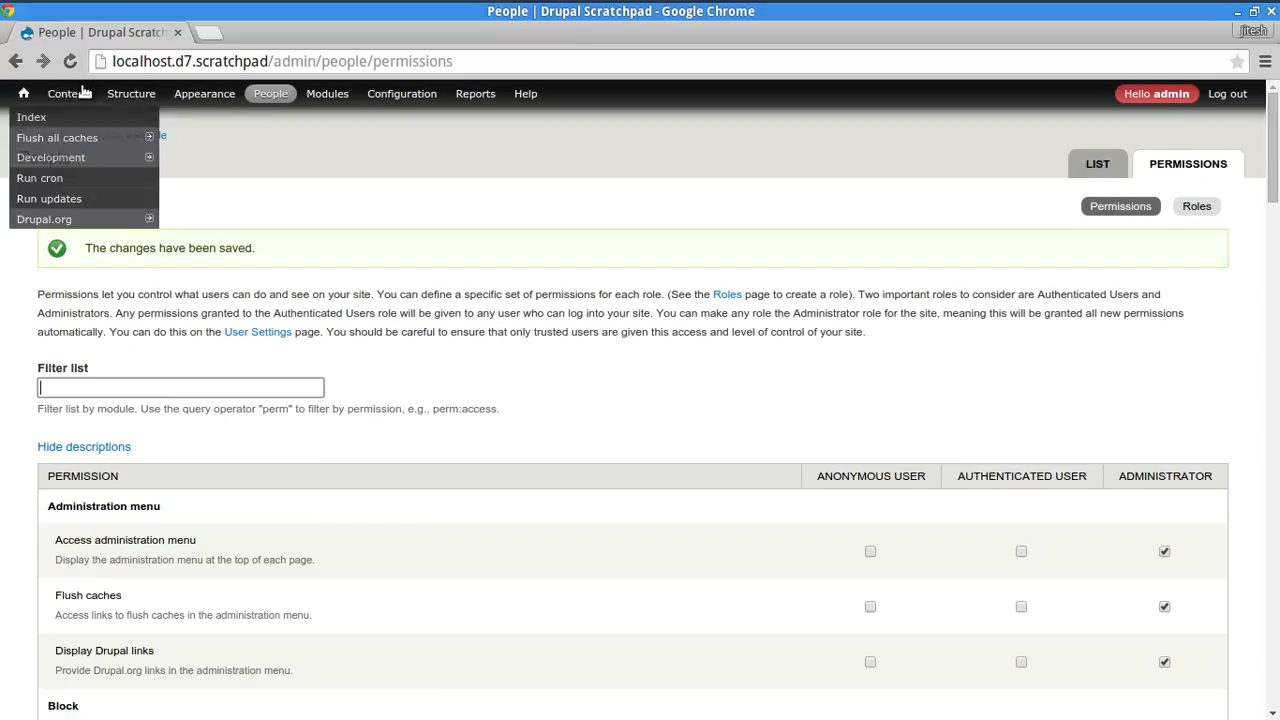 People | Drupal Scratchpad - Google Chrome
People | Drupal Scratch
Jitesh
localhost.d7.scratchpad/admin/people/permissions
Structure Appearance People Modules Configuration Reports Help Hello admin Log out
Index
Flush all caches
Development
Run cron
Run updates
Drupal.org
LIST PERMISSIONS
Permissions Roles
The changes have been saved.
Permissions let you control what users can do and see on your site. You can define a specific set of permissions for each role. (See the Roles page to create a role). Two important roles to consider are Authenticated Users and
Administrators. Any permissions granted to the Authenticated Users role will be given to any user who can log into your site. You can make any role the Administrator role for the site, meaning this will be granted all new permissions
automatically. You can do this on the User Settings page. You should be careful to ensure that only trusted users are given this access and level of control of your site.
Filter list
Filter list by module. Use the query operator "perm" to filter by permission, e.g., perm:access.
Hide descriptions
PERMISSION ANONYMOUS USER AUTHENTICATED USER ADMINISTRATOR
Administration menu
Access administration menu
Display the administration menu at the top of each page.
Flush caches
Access links to flush caches in the administration menu.
Display Drupal links
Provide Drupal.org links in the administration menu.
Block